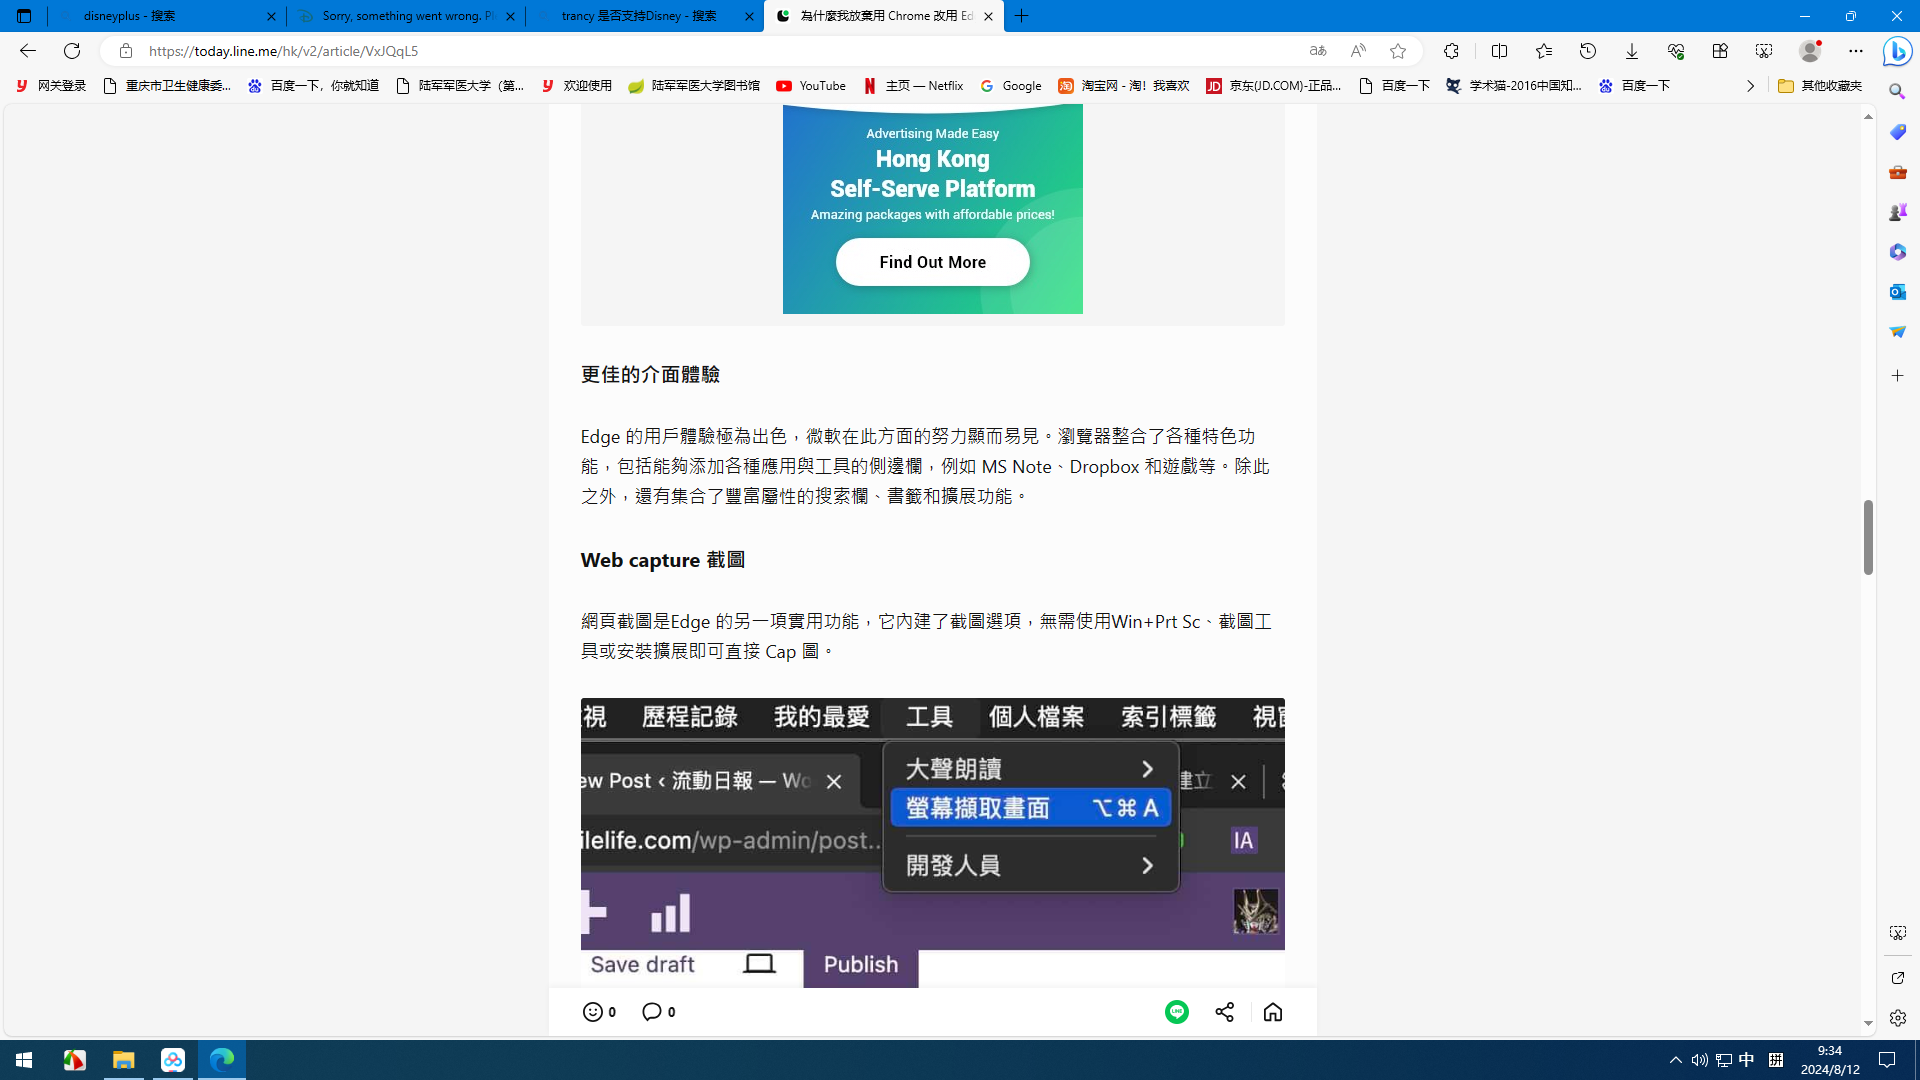 disneyplus - 搜索
Sorry, something went wrong. Pl
trancy 是否支持Disney - 搜索
為什麼我放棄用 Chrome 改用 Ed
https://today.line.me/hk/v2/article/VxJQqL5
网关登录
重庆市卫生健康委...
百度一下，你就知道
陆军军医大学（第...
欢迎使用
陆军军医大学图书馆
YouTube
主页 — Netflix
Google
淘宝网 - 淘！我喜欢
京东(JD.COM)-正品...
百度一下
学术猫-2016中国知...
百度一下
其他收藏夹
Advertising Made Easy
Hong Kong
Self-Serve Platform
Amazing packages with affordable prices!
Find Out More
更佳的介面體驗
Edge 的用戶體驗極為出色，微軟在此方面的努力顯而易見。瀏覽器整合了各種特色功
能，包括能夠添加各種應用與工具的側邊欄，例如 MS Note、Dropbox 和遊戲等。除此
之外，還有集合了豐富屬性的搜索欄、書籤和擴展功能。
Web capture 截圖
網頁截圖是Edge 的另一項實用功能，它內建了截圖選項，無需使用Win+Prt Sc、截圖工
具或安裝擴展即可直接 Cap 圖。
視 歷程記錄 我的最愛 工具 個人檔案 索引標籤 視窗
ew Post ‹ 流動日報 — Wo
大聲朗讀
建立
螢幕擷取畫面 ⌥⌘A
ilelife.com/wp-admin/post...
IA
開發人員
Save draft
Publish
0
0
LINE
中
拼
9:34
2024/8/12